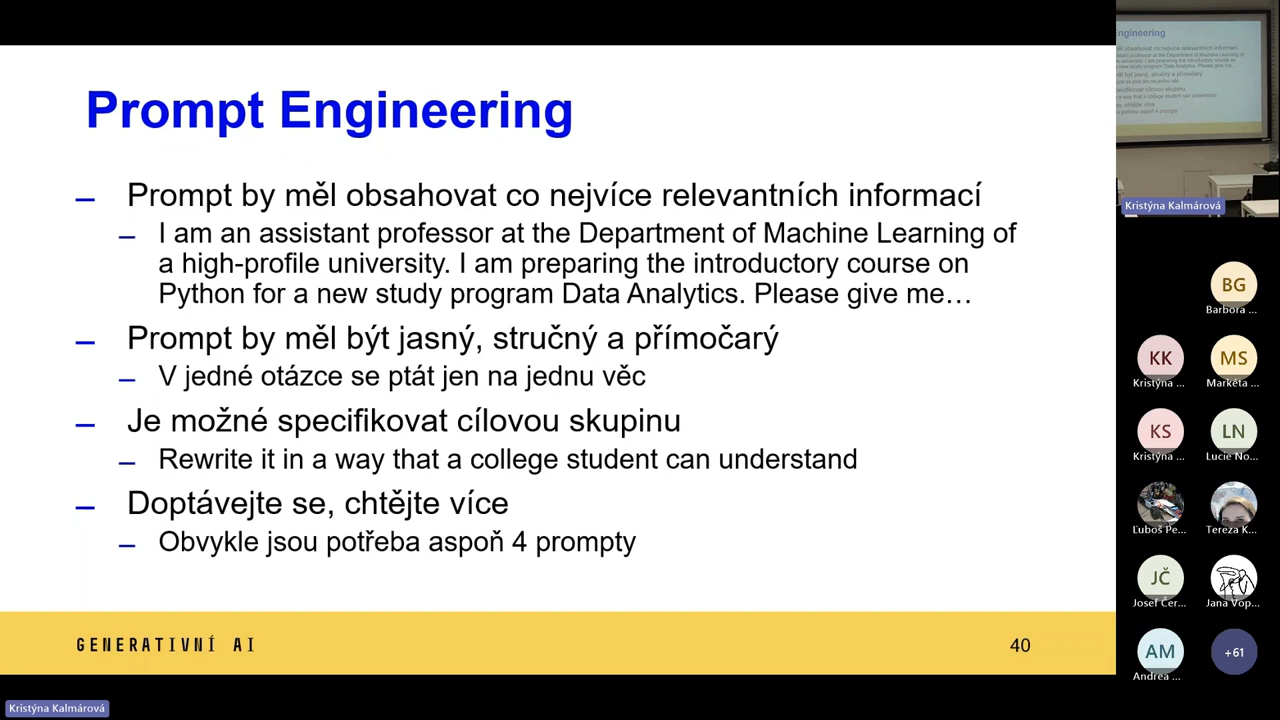 Prompt Engineering
– Prompt by měl obsahovat co nejvíce relevantních informací
– I am an assistant professor at the Department of Machine Learning of
a high-profile university. I am preparing the introductory course on
Python for a new study program Data Analytics. Please give me…
– Prompt by měl být jasný, stručný a přímočarý
– V jedné otázce se ptát jen na jednu věc
– Je možné specifikovat cílovou skupinu
– Rewrite it in a way that a college student can understand
– Doptávejte se, chtějte více
– Obvykle jsou potřeba aspoň 4 prompty
GENERATIVNÍ AI
40
Kristýna Kalmárová
ngineering
Kristýna Kalmárová
BG
Barbora ...
KK
Kristýna ...
MS
Markéta ...
KS
Kristýna ...
LN
Lucie No...
Ľuboš Pe...
Tereza K...
JČ
Josef Čer...
Jana Vop...
AM
Andrea ...
+61